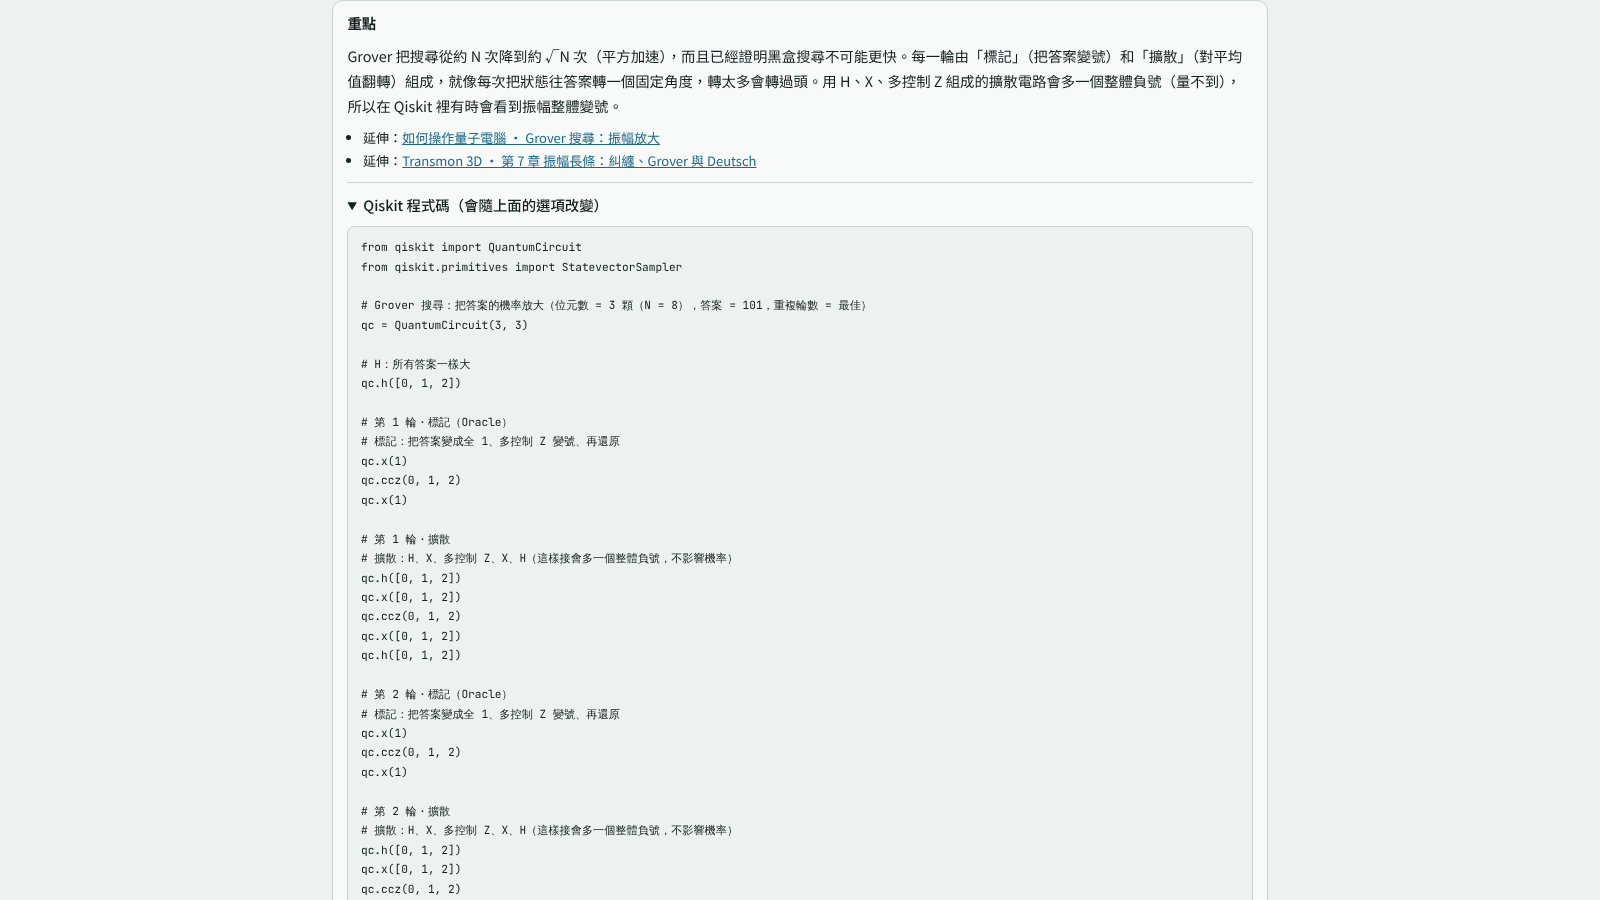 重點
Grover 把搜尋從約 N 次降到約 √N 次（平方加速），而且已經證明黑盒搜尋不可能更快。每一輪由「標記」（把答案變號）和「擴散」（對平均
值翻轉）組成，就像每次把狀態往答案轉一個固定角度，轉太多會轉過頭。用 H、X、多控制 Z 組成的擴散電路會多一個整體負號（量不到），
所以在 Qiskit 裡有時會看到振幅整體變號。
延伸：如何操作量子電腦 · Grover 搜尋：振幅放大
延伸：Transmon 3D · 第 7 章 振幅長條：糾纏、Grover 與 Deutsch
▼ Qiskit 程式碼（會隨上面的選項改變）
from qiskit import QuantumCircuit
from qiskit.primitives import StatevectorSampler
# Grover 搜尋：把答案的機率放大（位元數 = 3 顆（N = 8），答案 = 101，重複輪數 = 最佳）
qc = QuantumCircuit(3, 3)
# H：所有答案一樣大
qc.h([0, 1, 2])
# 第 1 輪·標記（Oracle）
# 標記：把答案變成全 1、多控制 Z 變號、再還原
qc.x(1)
qc.ccz(0, 1, 2)
qc.x(1)
# 第 1 輪·擴散
# 擴散：H、X、多控制 Z、X、H（這樣接會多一個整體負號，不影響機率）
qc.h([0, 1, 2])
qc.x([0, 1, 2])
qc.ccz(0, 1, 2)
qc.x([0, 1, 2])
qc.h([0, 1, 2])
# 第 2 輪·標記（Oracle）
# 標記：把答案變成全 1、多控制 Z 變號、再還原
qc.x(1)
qc.ccz(0, 1, 2)
qc.x(1)
# 第 2 輪·擴散
# 擴散：H、X、多控制 Z、X、H（這樣接會多一個整體負號，不影響機率）
qc.h([0, 1, 2])
qc.x([0, 1, 2])
qc.ccz(0, 1, 2)